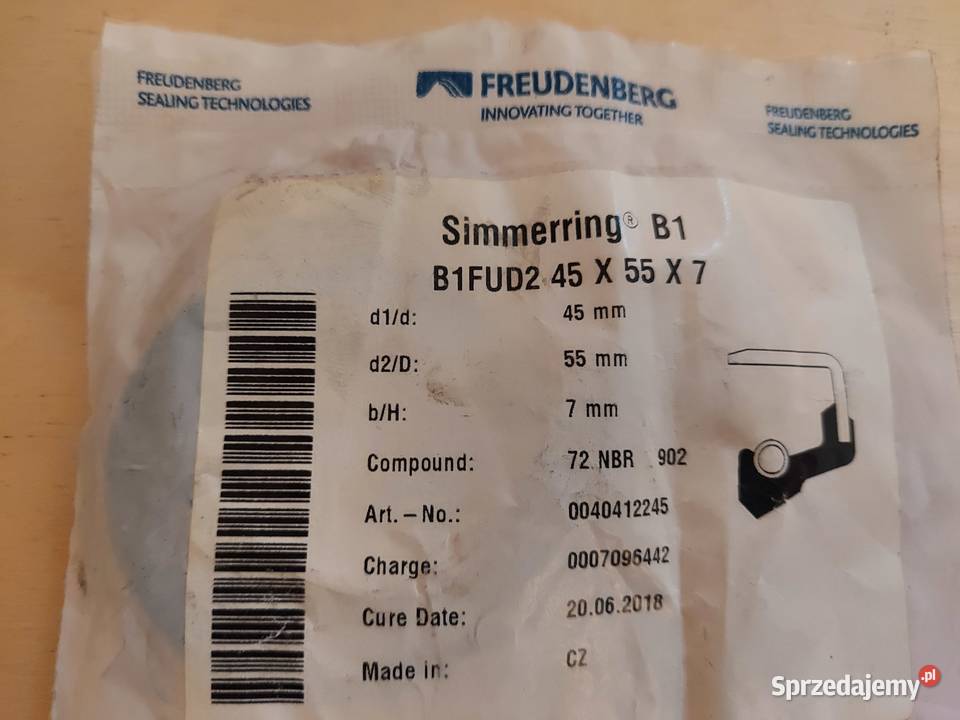 FREUDENBERG
SEALING TECHNOLOGIES
FREUDENBERG
INNOVATING TOGETHER
FREUDENBERG
SEALING TECHNOLOGIES
Simmerring® B1
B1FUD2 45 X 55 X 7
d1/d: 45 mm
d2/D: 55 mm
b/H: 7 mm
Compound: 72 NBR 902
Art.-No.: 0040412245
Charge: 0007096442
Cure Date: 20.06.2018
Made in: CZ
Sprzedajemy.pl